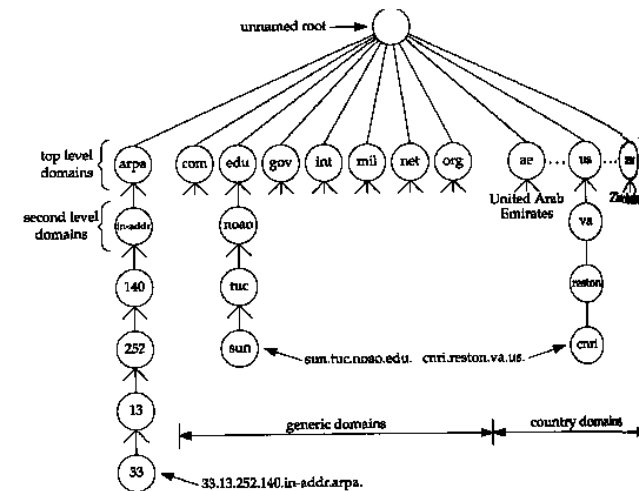 unnamed root
top level
domains
arpa com edu gov int mil net org ae us
United Arab
Emirates
second level
domains
in-addr noao va
140 tuc reston
252 sun cnri
sun.tuc.noao.edu. cnri.reston.va.us.
13
generic domains country domains
33
33.13.252.140.in-addr.arpa.